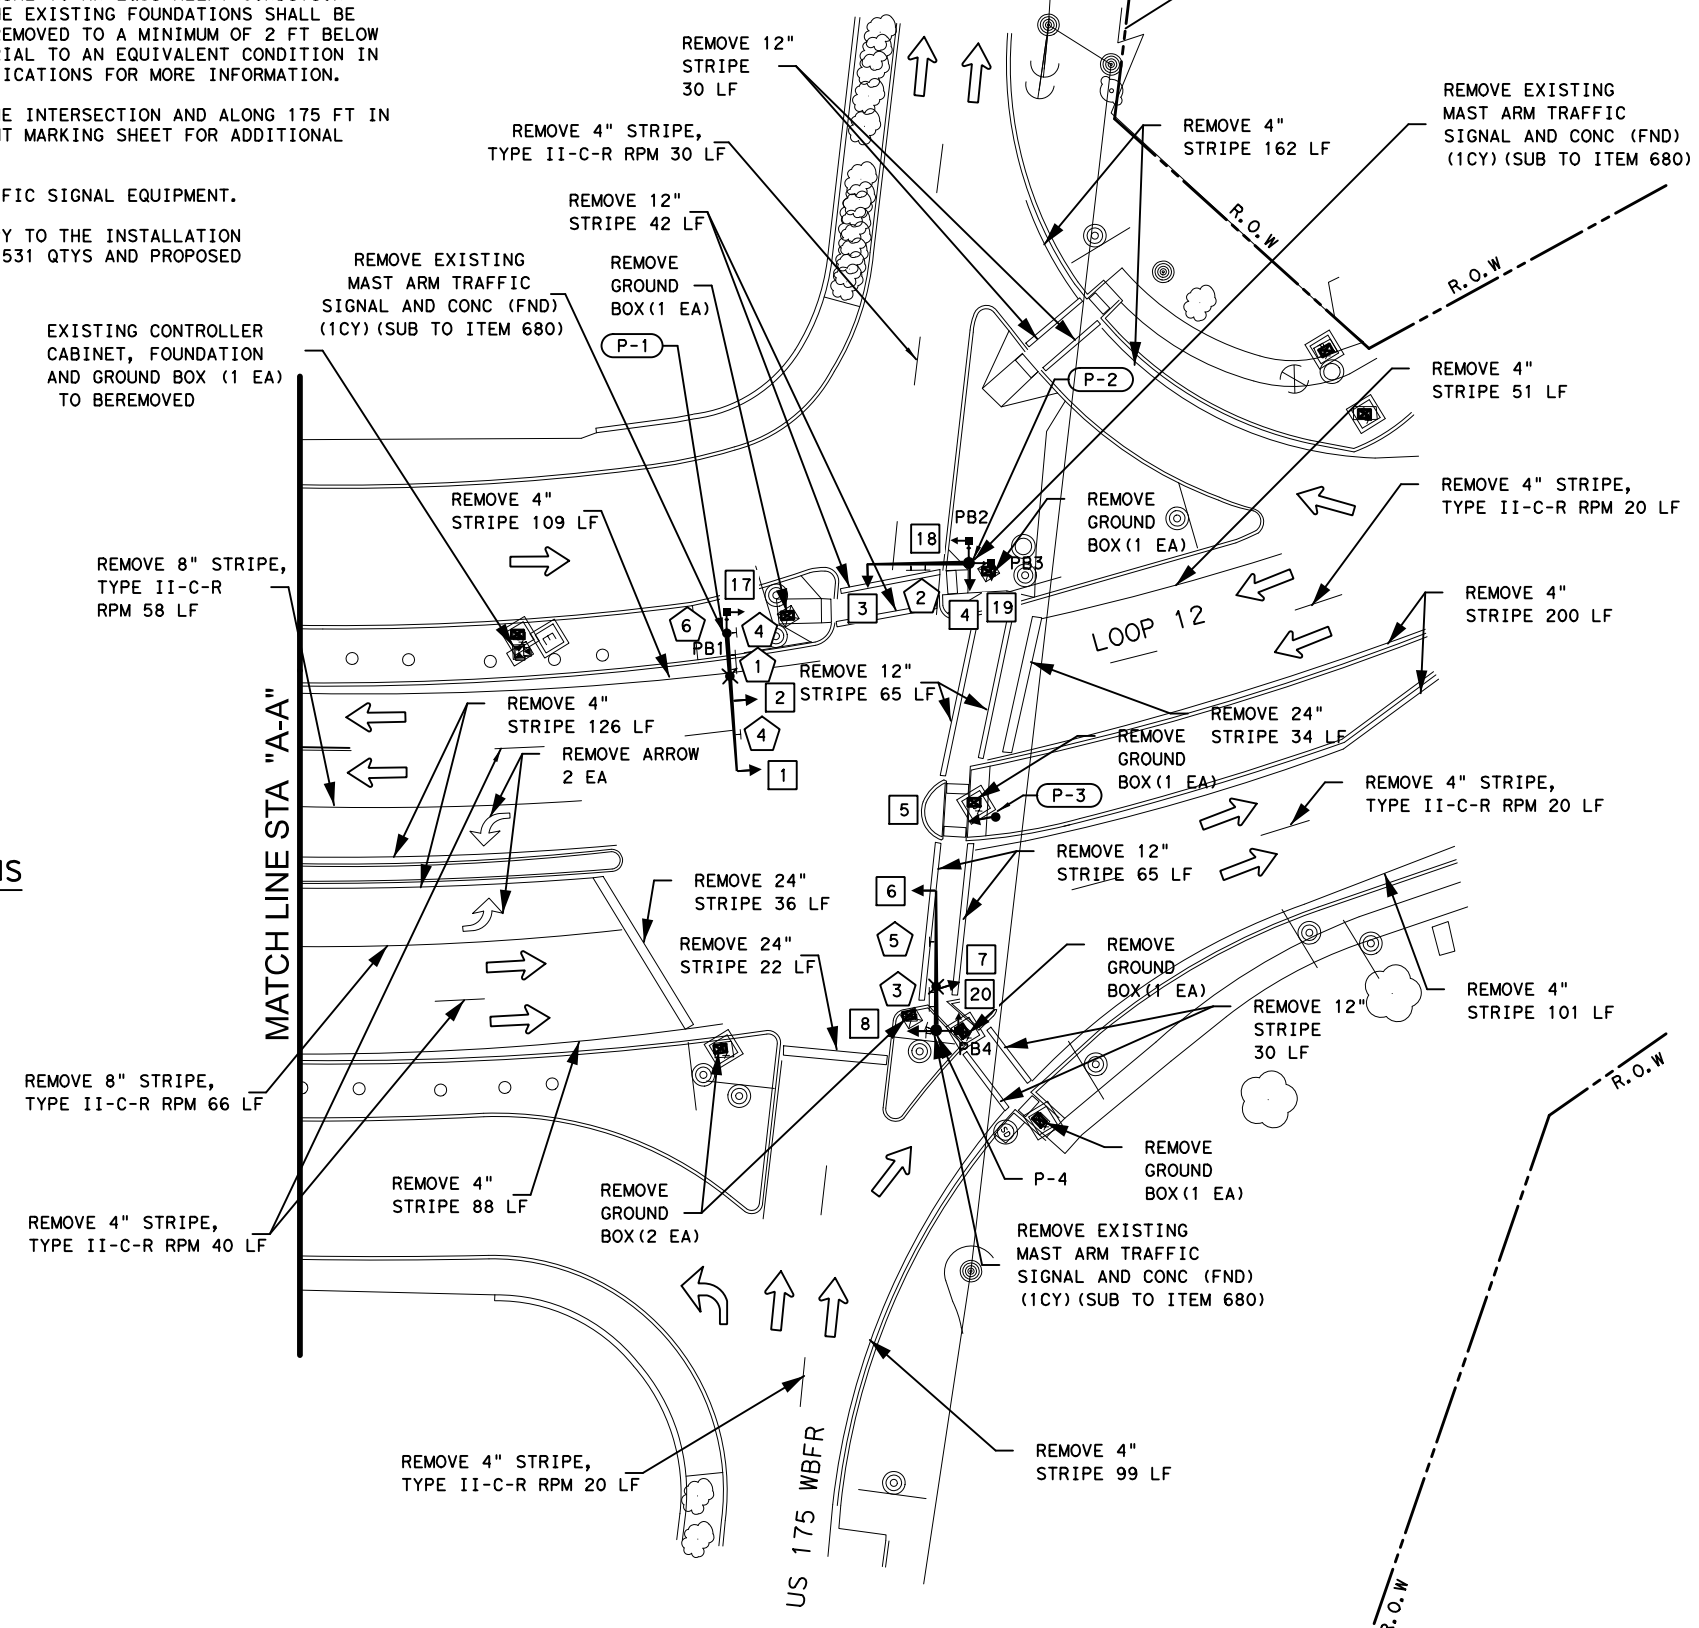 THE EXISTING FOUNDATIONS SHALL BE
REMOVED TO A MINIMUM OF 2 FT BELOW
TO AN EQUIVALENT CONDITION IN
FOR MORE INFORMATION.
INTERSECTION AND ALONG 175 FT IN
MARKING SHEET FOR ADDITIONAL
SIGNAL EQUIPMENT.
TO THE INSTALLATION
531 QTYS AND PROPOSED
REMOVE 12"
STRIPE
30 LF
REMOVE 4" STRIPE,
TYPE II-C-R RPM 30 LF
REMOVE 12"
STRIPE 42 LF
REMOVE EXISTING
MAST ARM TRAFFIC
SIGNAL AND CONC (FND)
(1CY)(SUB TO ITEM 680)
REMOVE
GROUND
BOX(1 EA)
P-1
EXISTING CONTROLLER
CABINET, FOUNDATION
AND GROUND BOX (1 EA)
TO BEREMOVED
REMOVE 4"
STRIPE 162 LF
REMOVE EXISTING
MAST ARM TRAFFIC
SIGNAL AND CONC (FND)
(1CY)(SUB TO ITEM 680)
R.O.W
R.O.W
P-2
REMOVE 4"
STRIPE 51 LF
REMOVE 4" STRIPE,
TYPE II-C-R RPM 20 LF
REMOVE 4"
STRIPE 109 LF
REMOVE 8" STRIPE,
TYPE II-C-R
RPM 58 LF
PB2
18
REMOVE
GROUND
BOX(1 EA)
PB3
17
6
4
3
2
4
19
PB1
1
E
2
4
1
LOOP 12
REMOVE 4"
STRIPE 200 LF
REMOVE 12"
STRIPE 65 LF
REMOVE 24"
STRIPE 34 LF
REMOVE
GROUND
BOX(1 EA)
P-3
5
REMOVE 4" STRIPE,
TYPE II-C-R RPM 20 LF
REMOVE 4"
STRIPE 126 LF
REMOVE ARROW
2 EA
MATCH LINE STA "A-A"
REMOVE 24"
STRIPE 36 LF
REMOVE 24"
STRIPE 22 LF
REMOVE 12"
STRIPE 65 LF
6
5
7
3
20
8
PB4
REMOVE
GROUND
BOX(1 EA)
REMOVE 12"
STRIPE
30 LF
REMOVE 4"
STRIPE 101 LF
R.O.W
REMOVE 8" STRIPE,
TYPE II-C-R RPM 66 LF
REMOVE 4"
STRIPE 88 LF
REMOVE
GROUND
BOX(2 EA)
REMOVE 4" STRIPE,
TYPE II-C-R RPM 40 LF
P-4
REMOVE
GROUND
BOX(1 EA)
REMOVE EXISTING
MAST ARM TRAFFIC
SIGNAL AND CONC (FND)
(1CY)(SUB TO ITEM 680)
REMOVE 4" STRIPE,
TYPE II-C-R RPM 20 LF
REMOVE 4"
STRIPE 99 LF
US 175 WBFR
R.O.W